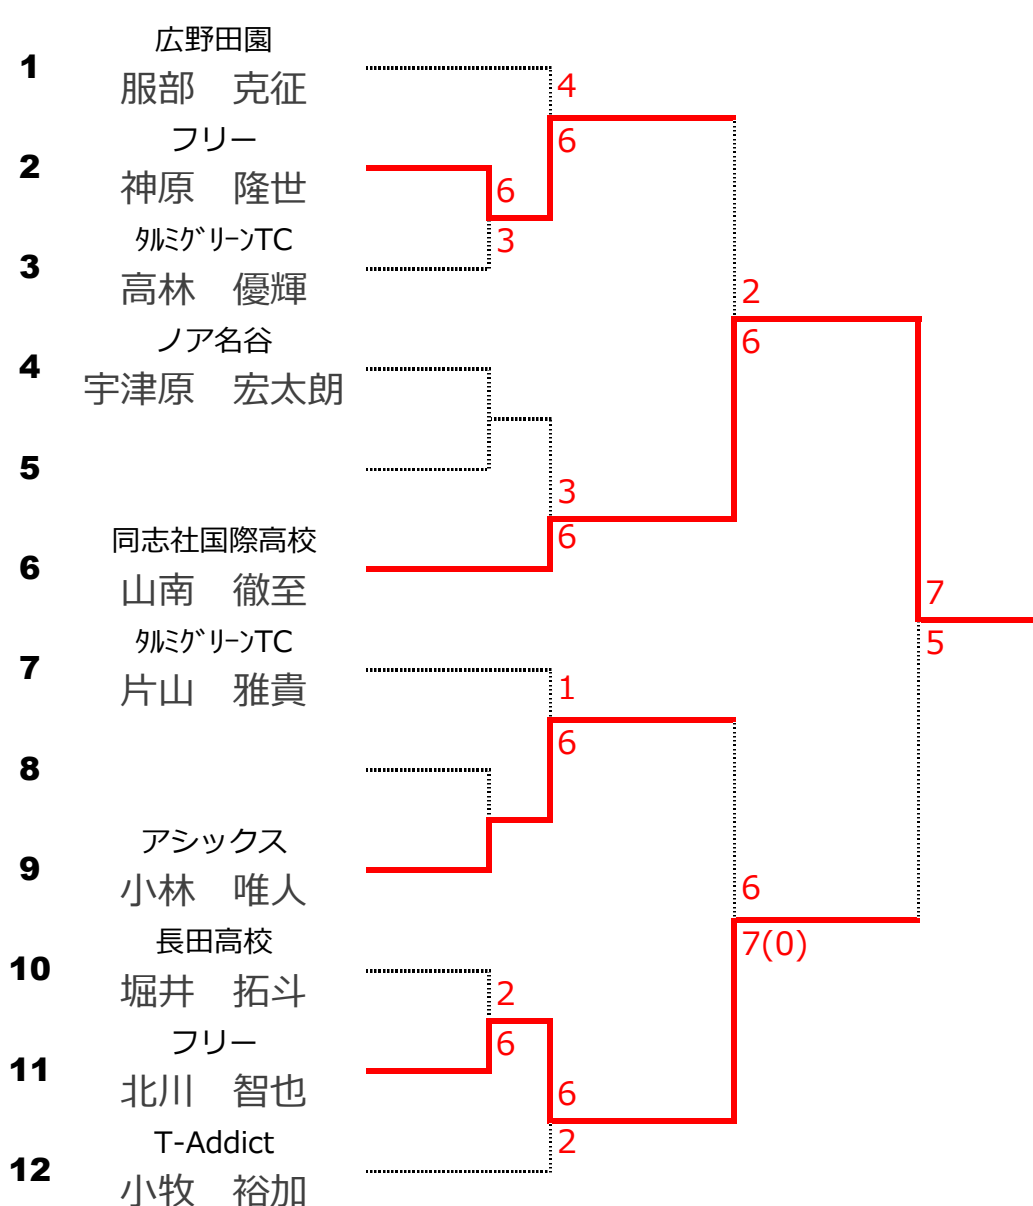 広野田園
1
服部　克征
4
フリー
6
2
神原　隆世
6
ﾀﾙﾐｸﾞﾘｰﾝTC
3
3
高林　優輝
2
ノア名谷
6
4
宇津原　宏太朗
5
3
同志社国際高校
6
6
山南　徹至
7
ﾀﾙﾐｸﾞﾘｰﾝTC
5
7
片山　雅貴
1
6
8
アシックス
9
小林　唯人
6
長田高校
7(0)
10
堀井　拓斗
2
フリー
6
11
北川　智也
6
T-Addict
2
12
小牧　裕加